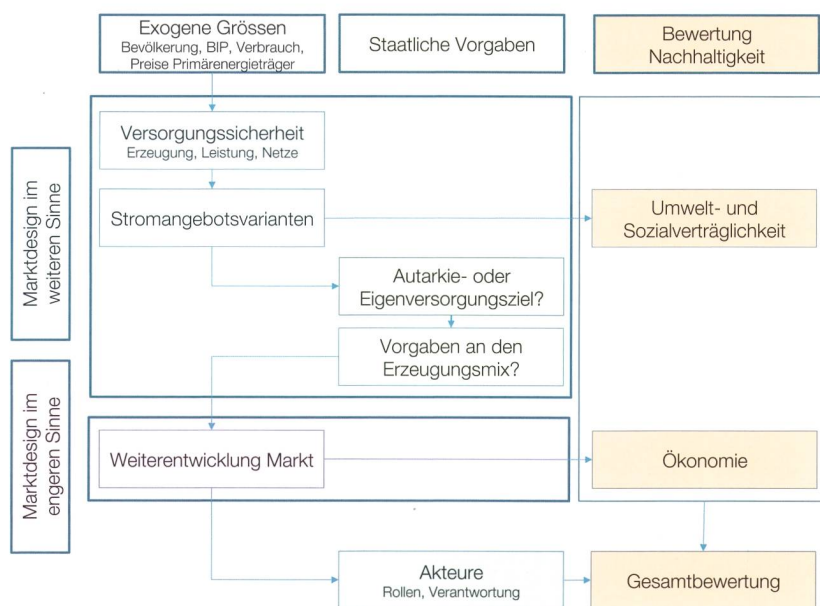 Exogene Grössen
Bevölkerung, BIP, Verbrauch,
Preise Primärenergieträger
Staatliche Vorgaben
Bewertung
Nachhaltigkeit
Marktdesign im
weiteren Sinne
Versorgungssicherheit
Erzeugung, Leistung, Netze
Stromangebotsvarianten
Umwelt- und
Sozialverträglichkeit
Autarkie- oder
Eigenversorgungsziel?
Vorgaben an den
Erzeugungsmix?
Marktdesign im
engeren Sinne
Weiterentwicklung Markt
Ökonomie
Akteure
Rollen, Verantwortung
Gesamtbewertung